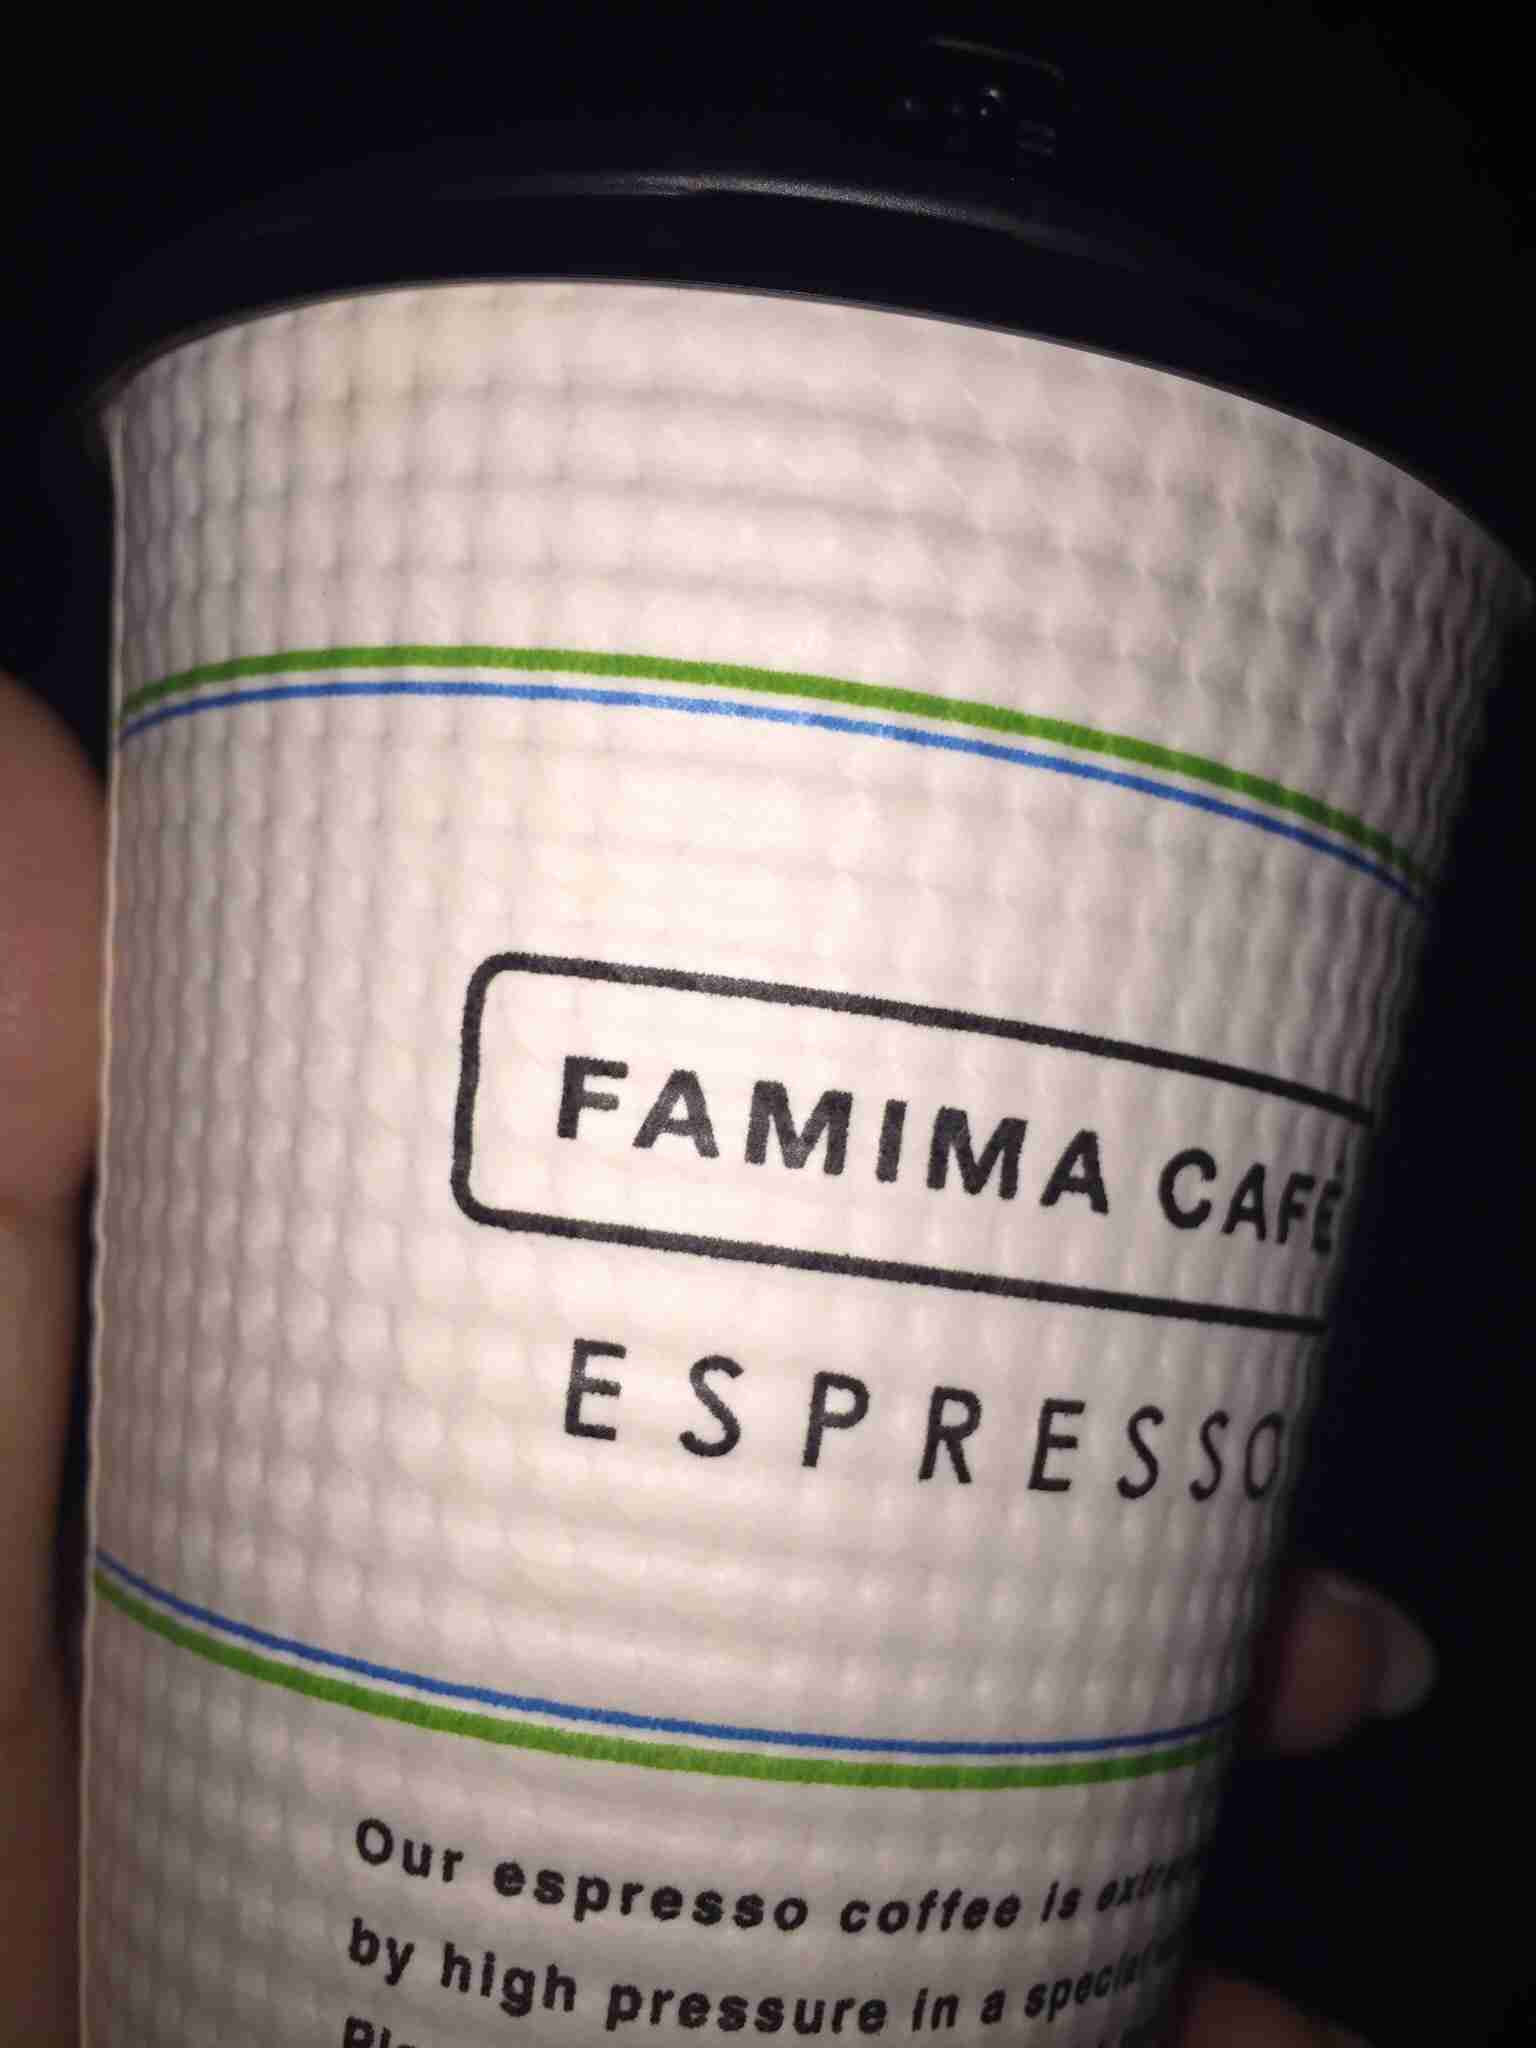 FAMIMA CAFÉ
ESPRESSO
Our espresso coffee is
by high pressure in a